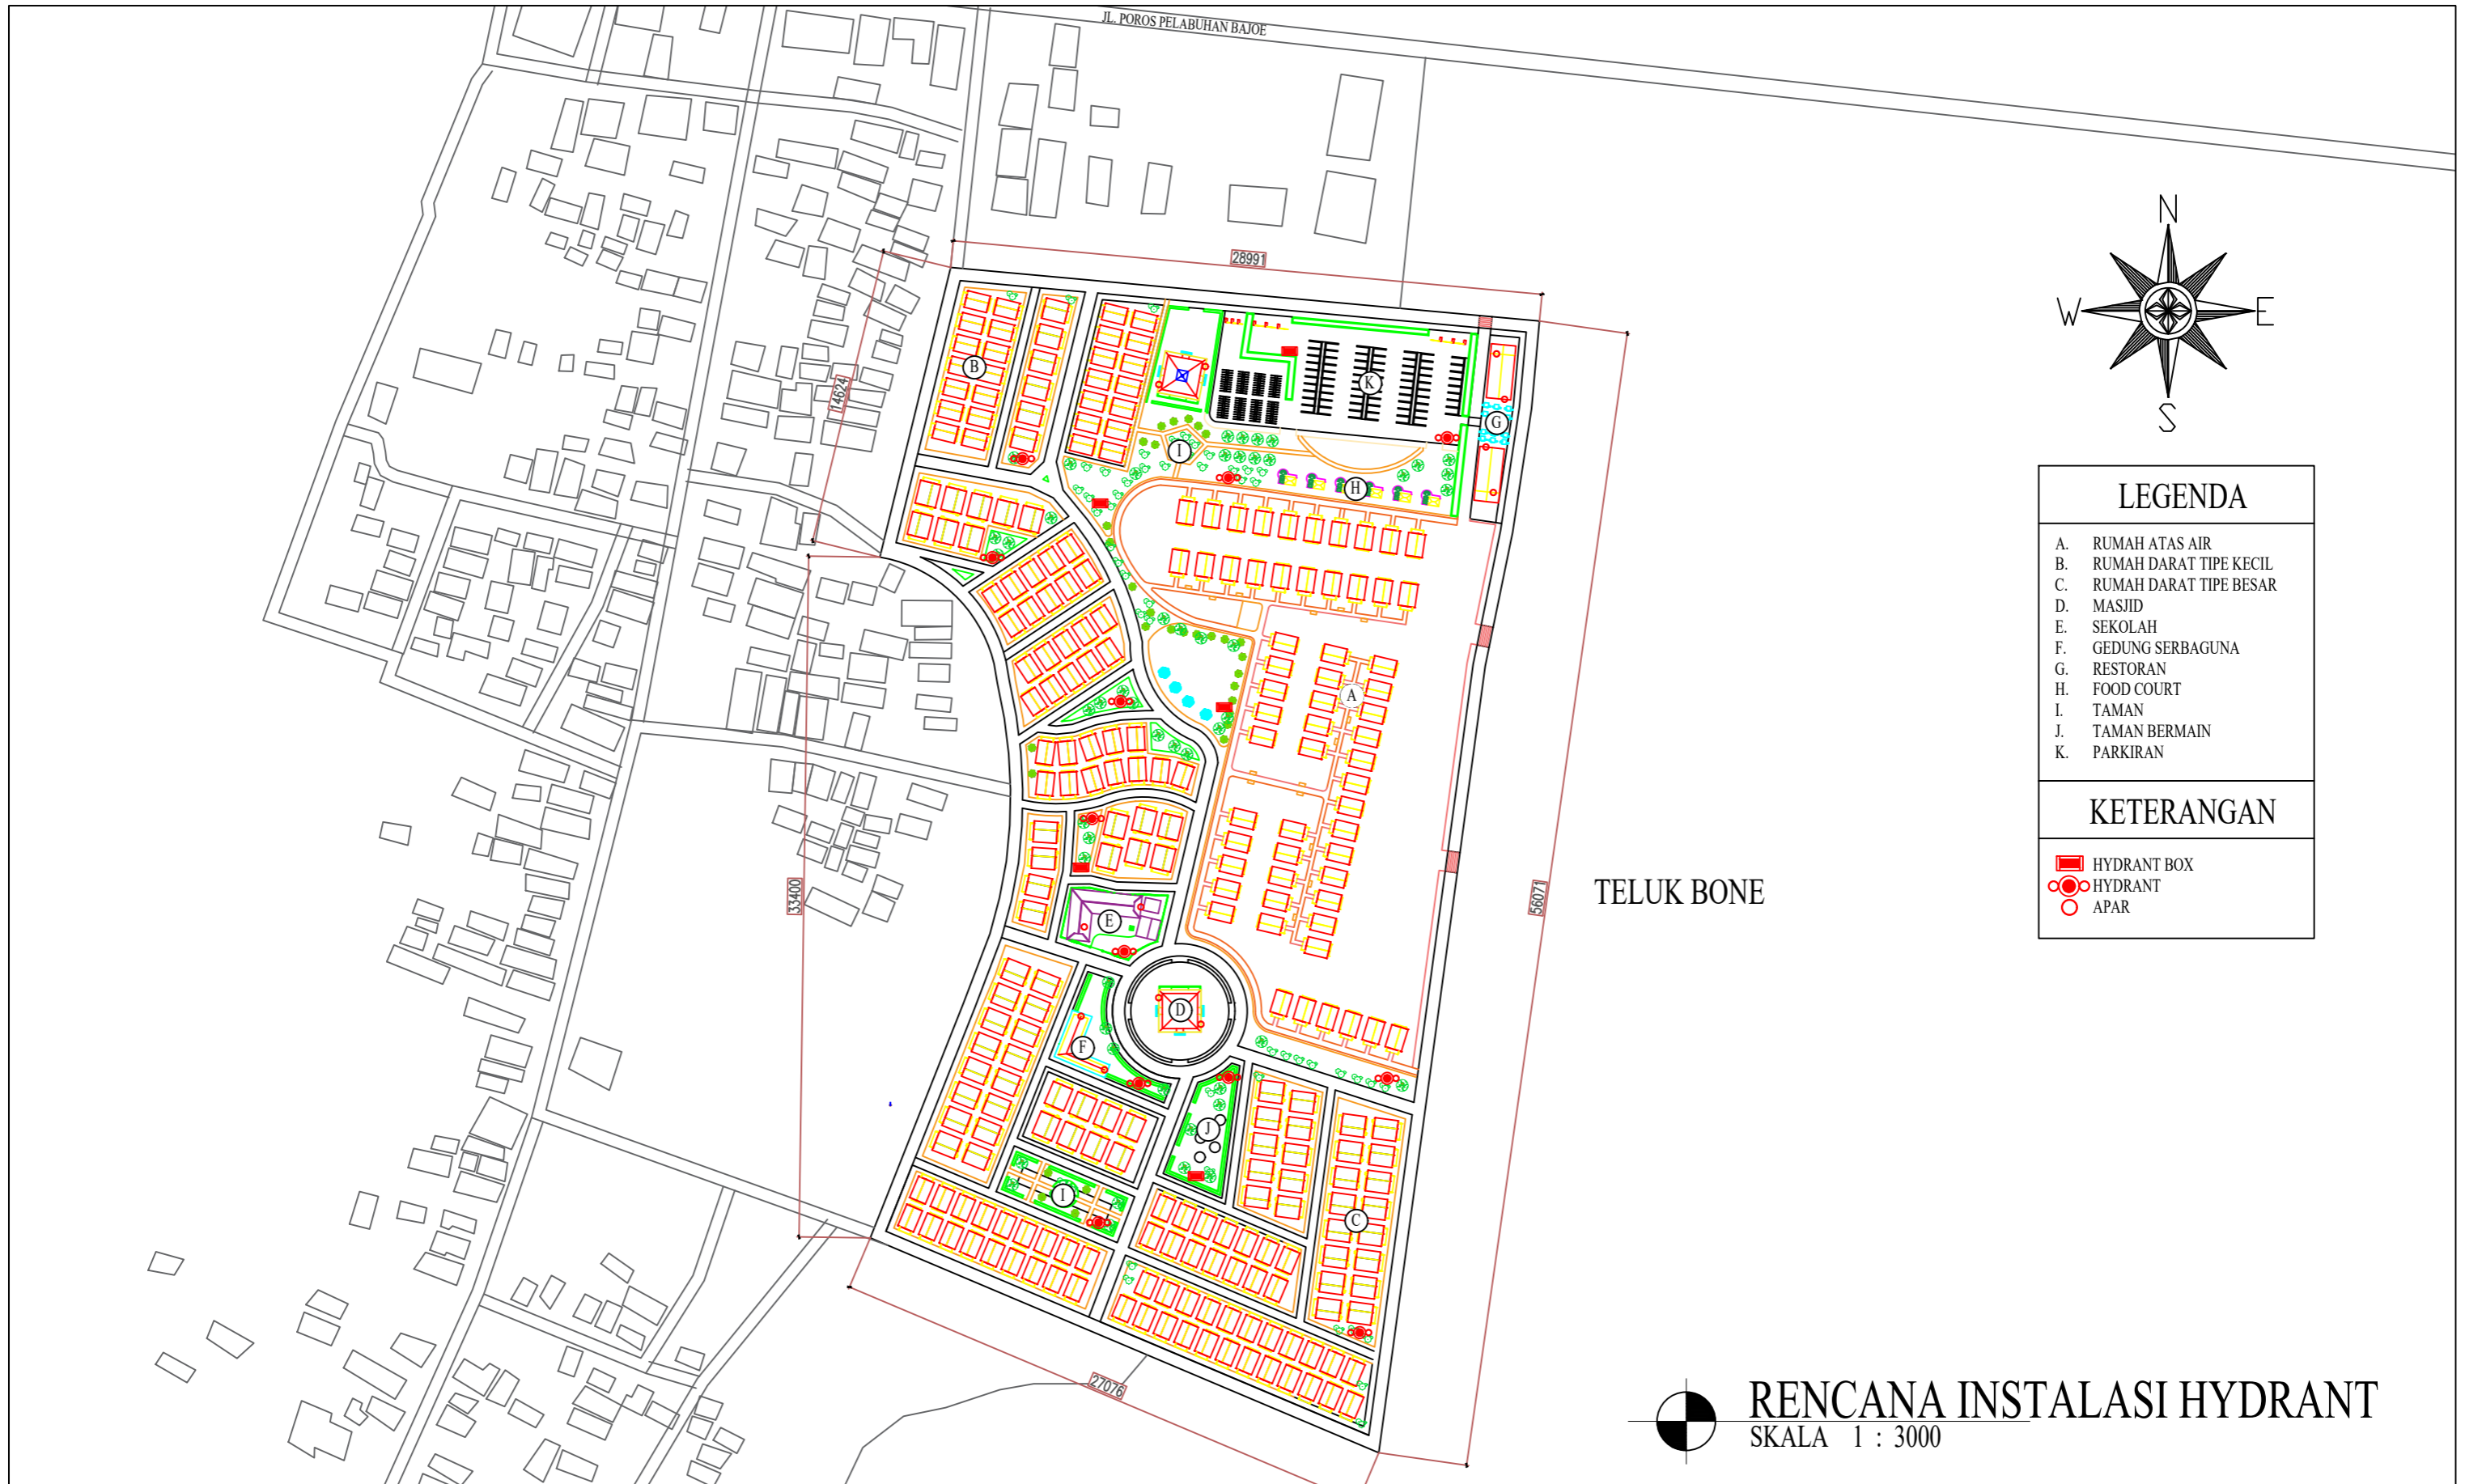 JL. POROS PELABUHAN BAJOE
28991
N
W
E
S
14624
B
K
G
I
H
LEGENDA
A. RUMAH ATAS AIR
B. RUMAH DARAT TIPE KECIL
C. RUMAH DARAT TIPE BESAR
D. MASJID
E. SEKOLAH
F. GEDUNG SERBAGUNA
G. RESTORAN
H. FOOD COURT
I. TAMAN
J. TAMAN BERMAIN
K. PARKIRAN
KETERANGAN
HYDRANT BOX
HYDRANT
APAR
A
33400
TELUK BONE
56071
E
D
F
J
I
C
27076
RENCANA INSTALASI HYDRANT
SKALA 1 : 3000